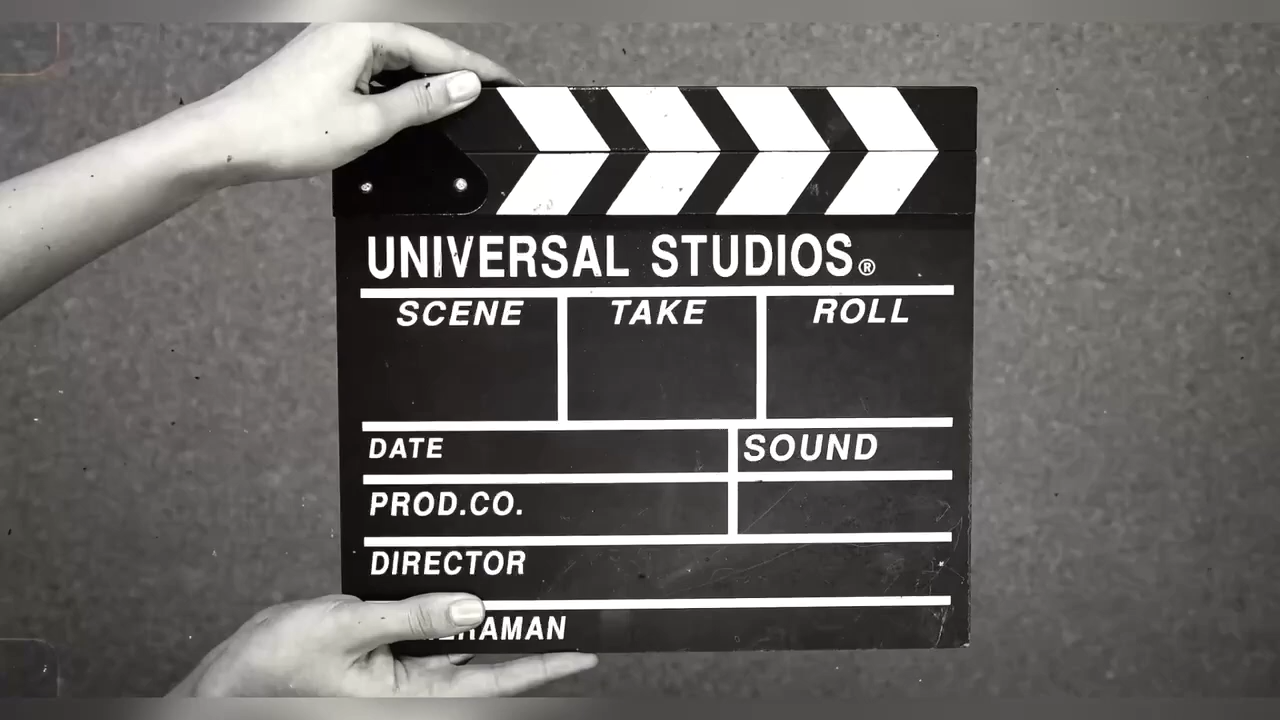 UNIVERSAL STUDIOS®
SCENE TAKE ROLL
DATE SOUND
PROD.CO.
DIRECTOR